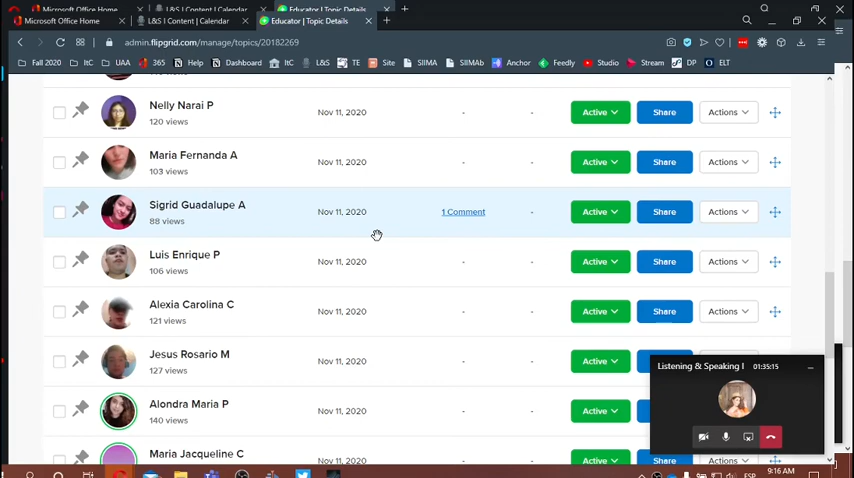 Microsoft Office Home
L&S I Content | Calendar
Educator | Topic Details
Microsoft Office Home
L&S I Content | Calendar
Educator | Topic Details
admin.flipgrid.com/manage/topics/20182269
Fall 2020 ItC UAA 365 Help Dashboard ItC L&S TE Site SIIMA SIIMAb Anchor Feedly Studio Stream DP ELT
Nelly Narai P
120 views
Nov 11, 2020 - - Active Share Actions
Maria Fernanda A
103 views
Nov 11, 2020 - - Active Share Actions
Sigrid Guadalupe A
88 views
Nov 11, 2020 1 Comment - Active Share Actions
Luis Enrique P
106 views
Nov 11, 2020 - - Active Share Actions
Alexia Carolina C
121 views
Nov 11, 2020 - - Active Share Actions
Jesus Rosario M
127 views
Nov 11, 2020 - - Active
Listening & Speaking I 01:35:15
Alondra Maria P
140 views
Nov 11, 2020 - - Active
Maria Jacqueline C
Nov 11, 2020 - - Active
ESP 9:16 AM